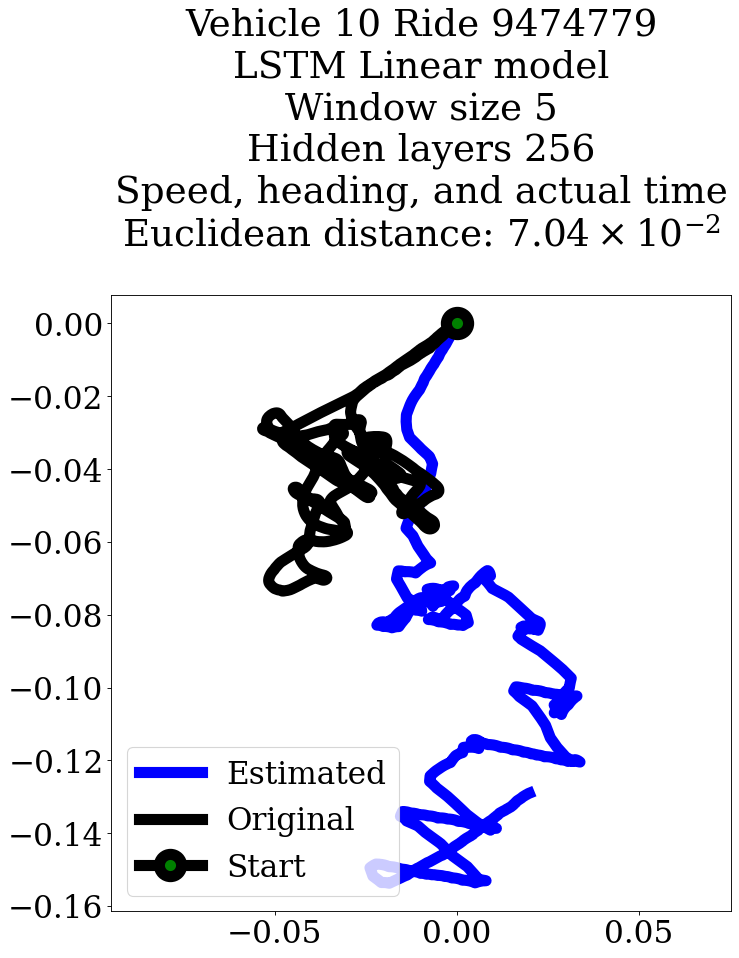 Vehicle 10 Ride 9474779
LSTM Linear model
Window size 5
Hidden layers 256
Speed, heading, and actual time
Euclidean distance: 7.04 × 10⁻²
0.00
−0.02
−0.04
−0.06
−0.08
−0.10
−0.12
−0.14
−0.16
Estimated
Original
Start
−0.05
0.00
0.05